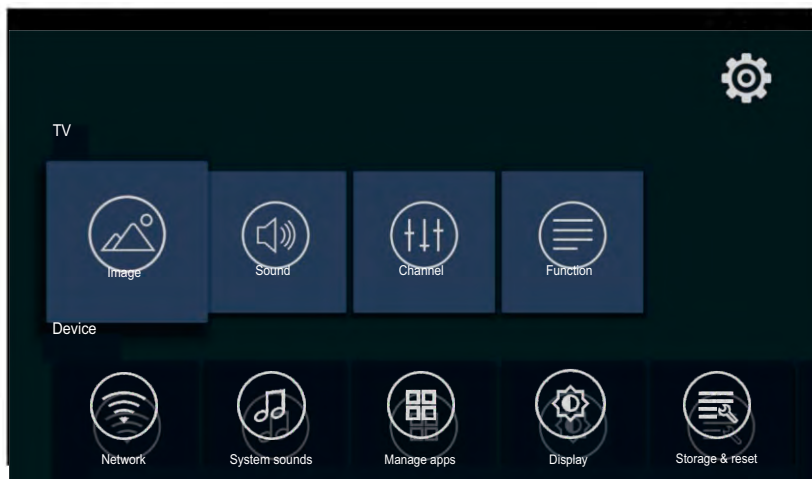 TV
Image
Sound
Channel
Function
Device
Network
System sounds
Manage apps
Display
Storage & reset